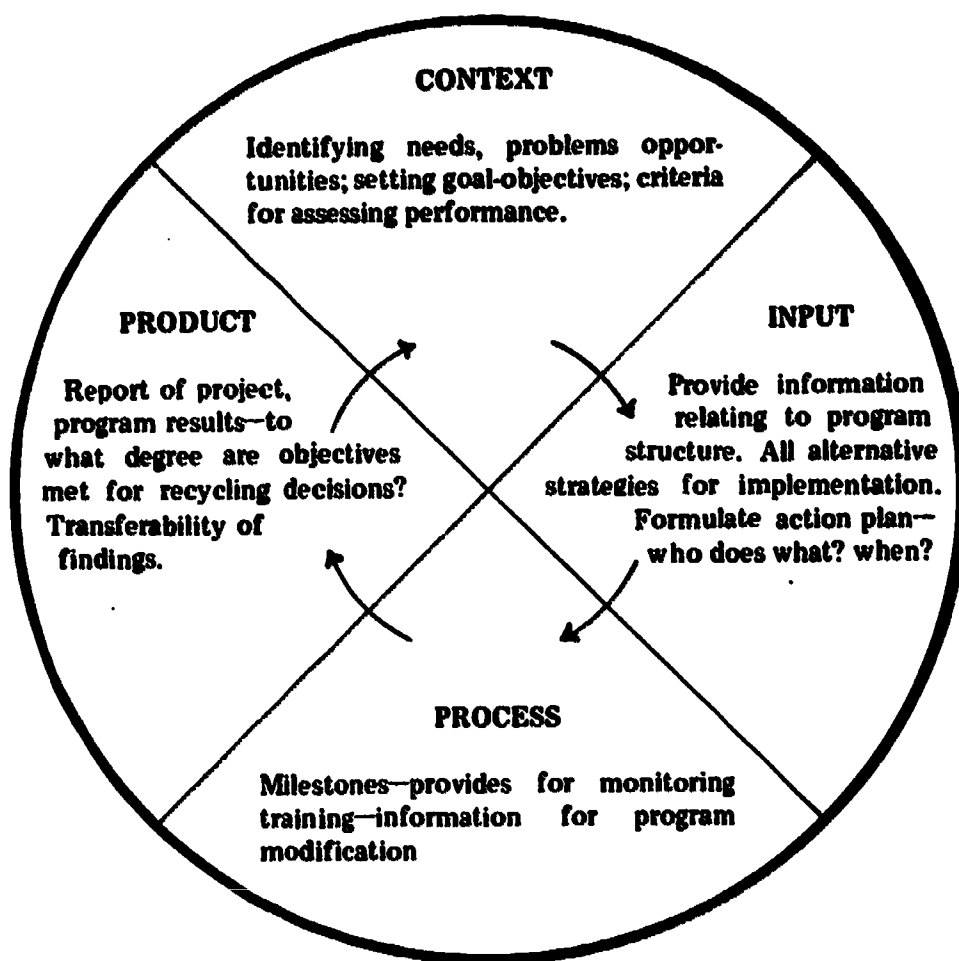 CONTEXT
Identifying needs, problems oppor-
tunities; setting goal-objectives; criteria
for assessing performance.
INPUT
Provide information
relating to program
structure. All alternative
strategies for implementation.
Formulate action plan—
who does what? when?
PROCESS
Milestones—provides for monitoring
training—information for program
modification
PRODUCT
Report of project,
program results—to
what degree are objectives
met for recycling decisions?
Transferability of
findings.